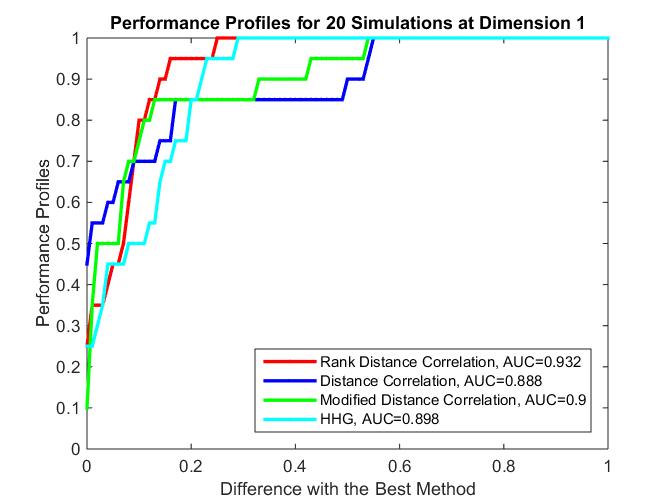 Performance Profiles for 20 Simulations at Dimension 1
Performance Profiles
1
0.9
0.8
0.7
0.6
0.5
0.4
0.3
0.2
0.1
0
0 0.2 0.4 0.6 0.8 1
Difference with the Best Method
Rank Distance Correlation, AUC=0.932
Distance Correlation, AUC=0.888
Modified Distance Correlation, AUC=0.9
HHG, AUC=0.898